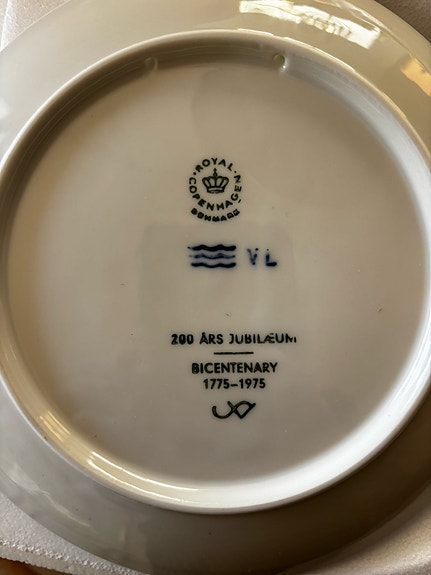 ROYAL
COPENHAGEN
DENMARK
VL
200 ÅRS JUBILÆUM
BICENTENARY
1775-1975